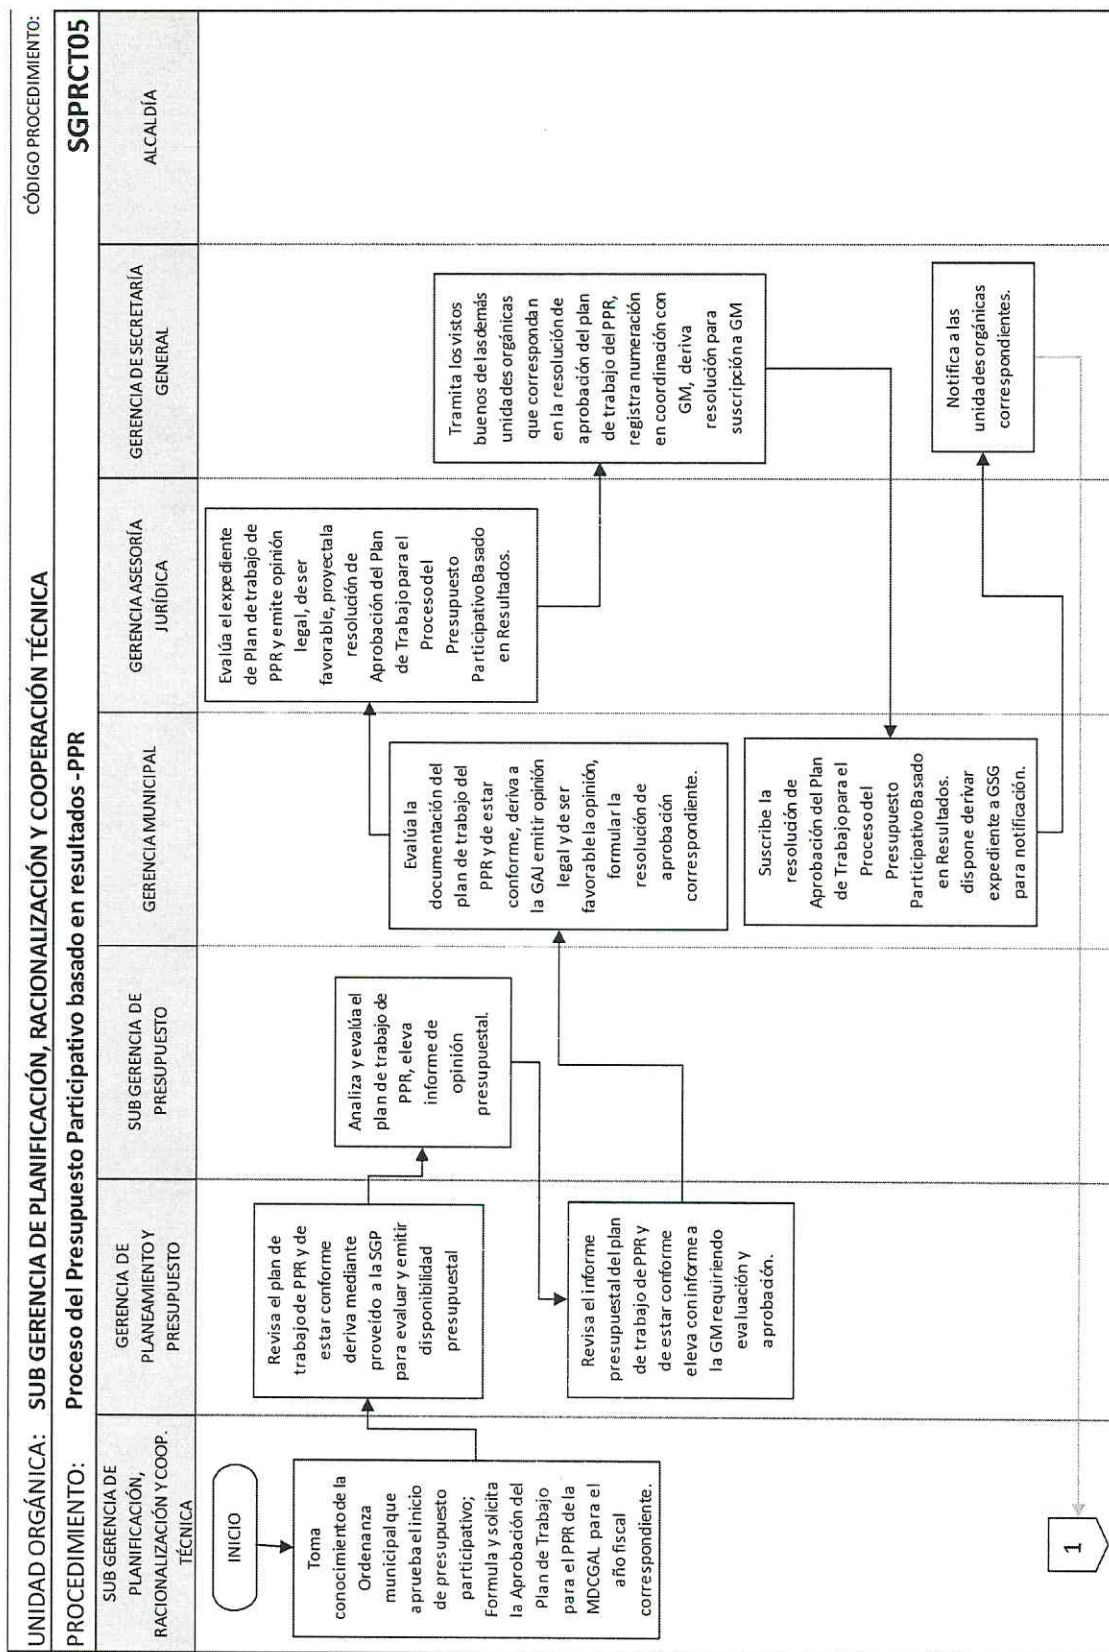 UNIDAD ORGÁNICA: SUB GERENCIA DE PLANIFICACIÓN, RACIONALIZACIÓN Y COOPERACIÓN TÉCNICA
CÓDIGO PROCEDIMIENTO:
PROCEDIMIENTO: Proceso del Presupuesto Participativo basado en resultados -PPR
SGPRCT05
SUB GERENCIA DE
PLANIFICACIÓN,
RACIONALIZACIÓN Y COOP.
TÉCNICA
GERENCIA DE
PLANEAMIENTO Y
PRESUPUESTO
SUB GERENCIA DE
PRESUPUESTO
GERENCIA MUNICIPAL
GERENCIA ASESORÍA
JURÍDICA
GERENCIA DE SECRETARÍA
GENERAL
ALCALDÍA
INICIO
Toma
conocimiento de la
Ordenanza
municipal que
aprueba el inicio
de presupuesto
participativo;
Formula y solicita
la Aprobación del
Plan de Trabajo
para el PPR de la
MDCGAL para el
año fiscal
correspondiente.
Revisa el plan de
trabajo de PPR y de
estar conforme
deriva mediante
proveído a la SGP
para evaluar y emitir
disponibilidad
presupuestal
Analiza y evalúa el
plan de trabajo de
PPR, eleva
informe de
opinión
presupuestal.
Revisa el informe
presupuestal del plan
de trabajo de PPR y
de estar conforme
eleva con informe a
la GM requiriendo
evaluación y
aprobación.
Evalúa la
documentación del
plan de trabajo del
PPR y de estar
conforme, deriva a
la GAJ emitir opinión
legal y de ser
favorable la opinión,
formular la
resolución de
aprobación
correspondiente.
Evalúa el expediente
de Plan de trabajo de
PPR y emite opinión
legal, de ser
favorable, proyecta la
resolución de
Aprobación del Plan
de Trabajo para el
Proceso del
Presupuesto
Participativo Basado
en Resultados.
Tramita los vistos
buenos de las demás
unidades orgánicas
que correspondan
en la resolución de
aprobación del plan
de trabajo del PPR,
registra numeración
en coordinación con
GM, deriva
resolución para
suscripción a GM
Suscribe la
resolución de
Aprobación del Plan
de Trabajo para el
Proceso del
Presupuesto
Participativo Basado
en Resultados.
dispone derivar
expediente a GSG
para notificación.
Notifica a las
unidades orgánicas
correspondientes.
1